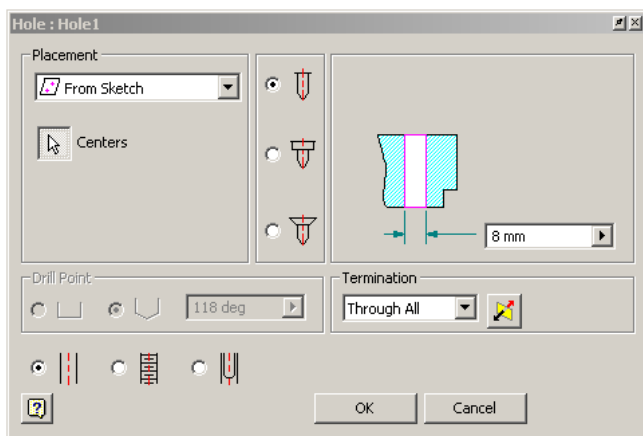 Hole : Hole1
Placement
From Sketch
Centers
8 mm
Drill Point
118 deg
Termination
Through All
OK
Cancel